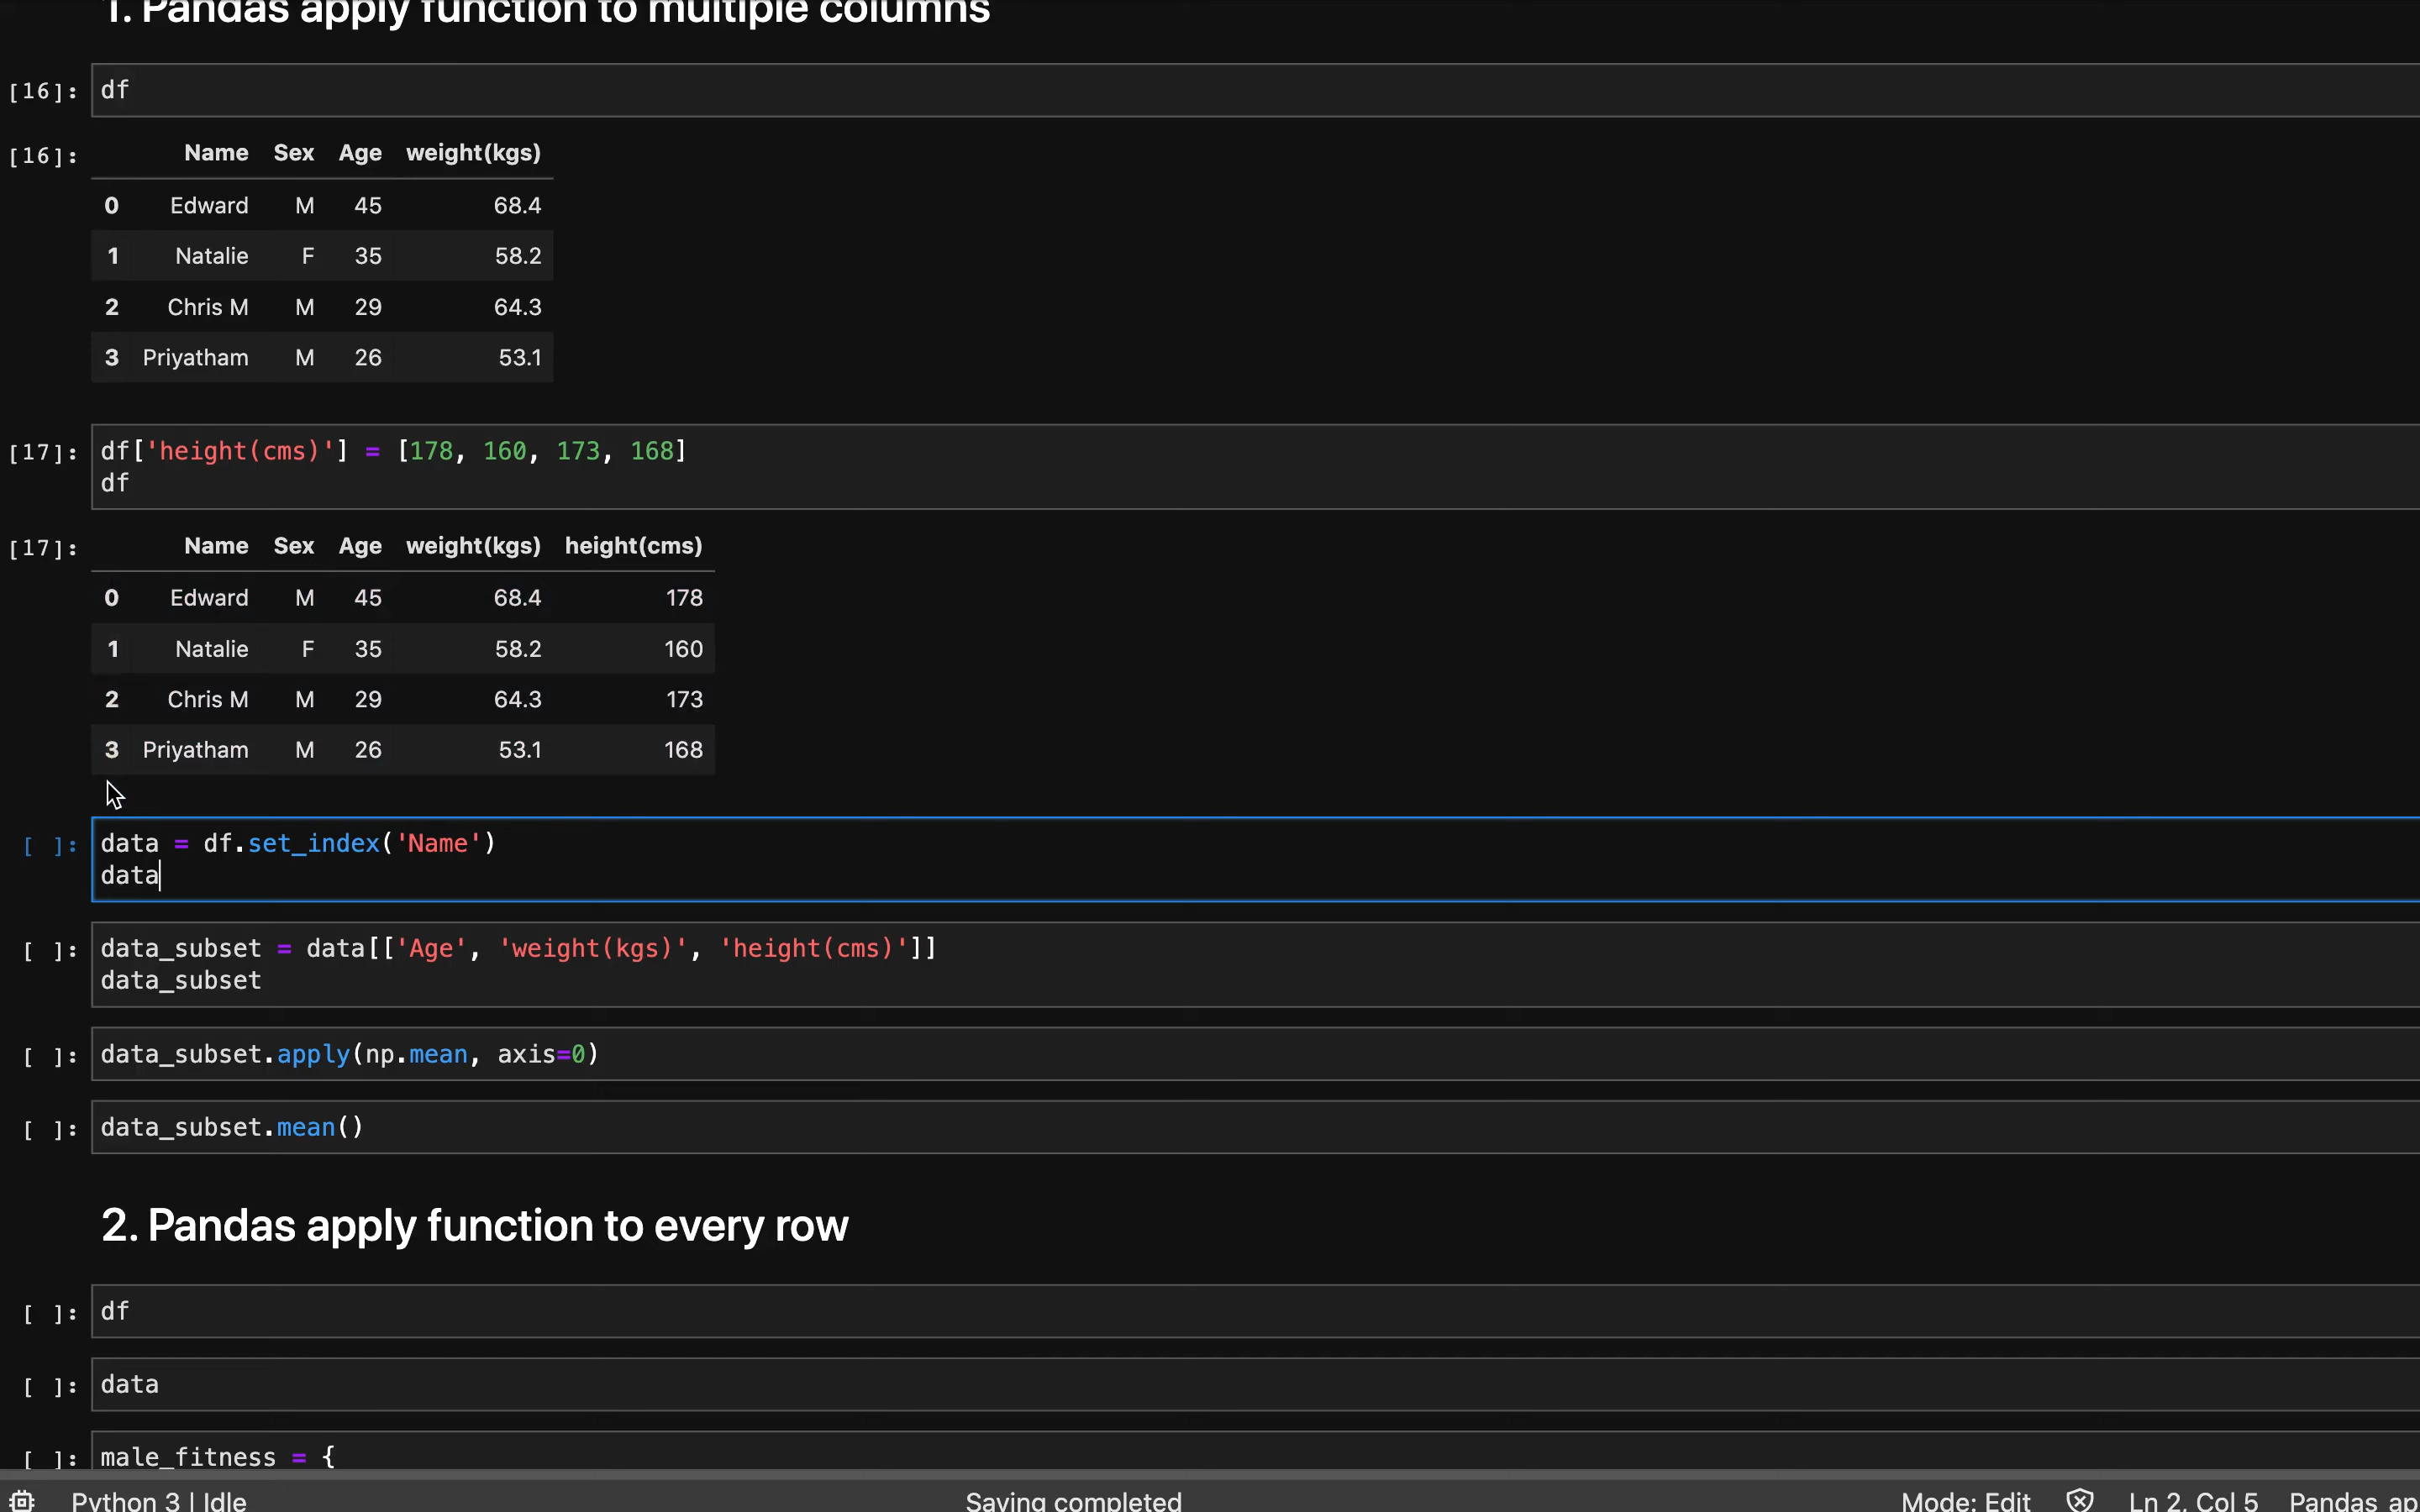 1. Pandas apply function to multiple columns
[16]: df
[16]: Name Sex Age weight(kgs)
0 Edward M 45 68.4
1 Natalie F 35 58.2
2 Chris M M 29 64.3
3 Priyatham M 26 53.1
[17]: df['height(cms)'] = [178, 160, 173, 168]
df
[17]: Name Sex Age weight(kgs) height(cms)
0 Edward M 45 68.4 178
1 Natalie F 35 58.2 160
2 Chris M M 29 64.3 173
3 Priyatham M 26 53.1 168
[ ]: data = df.set_index('Name')
data
[ ]: data_subset = data[['Age', 'weight(kgs)', 'height(cms)']]
data_subset
[ ]: data_subset.apply(np.mean, axis=0)
[ ]: data_subset.mean()
2. Pandas apply function to every row
[ ]: df
[ ]: data
[ ]: male_fitness = {
Python 3 | Idle Saving completed Mode: Edit Ln 2, Col 5 Pandas ap